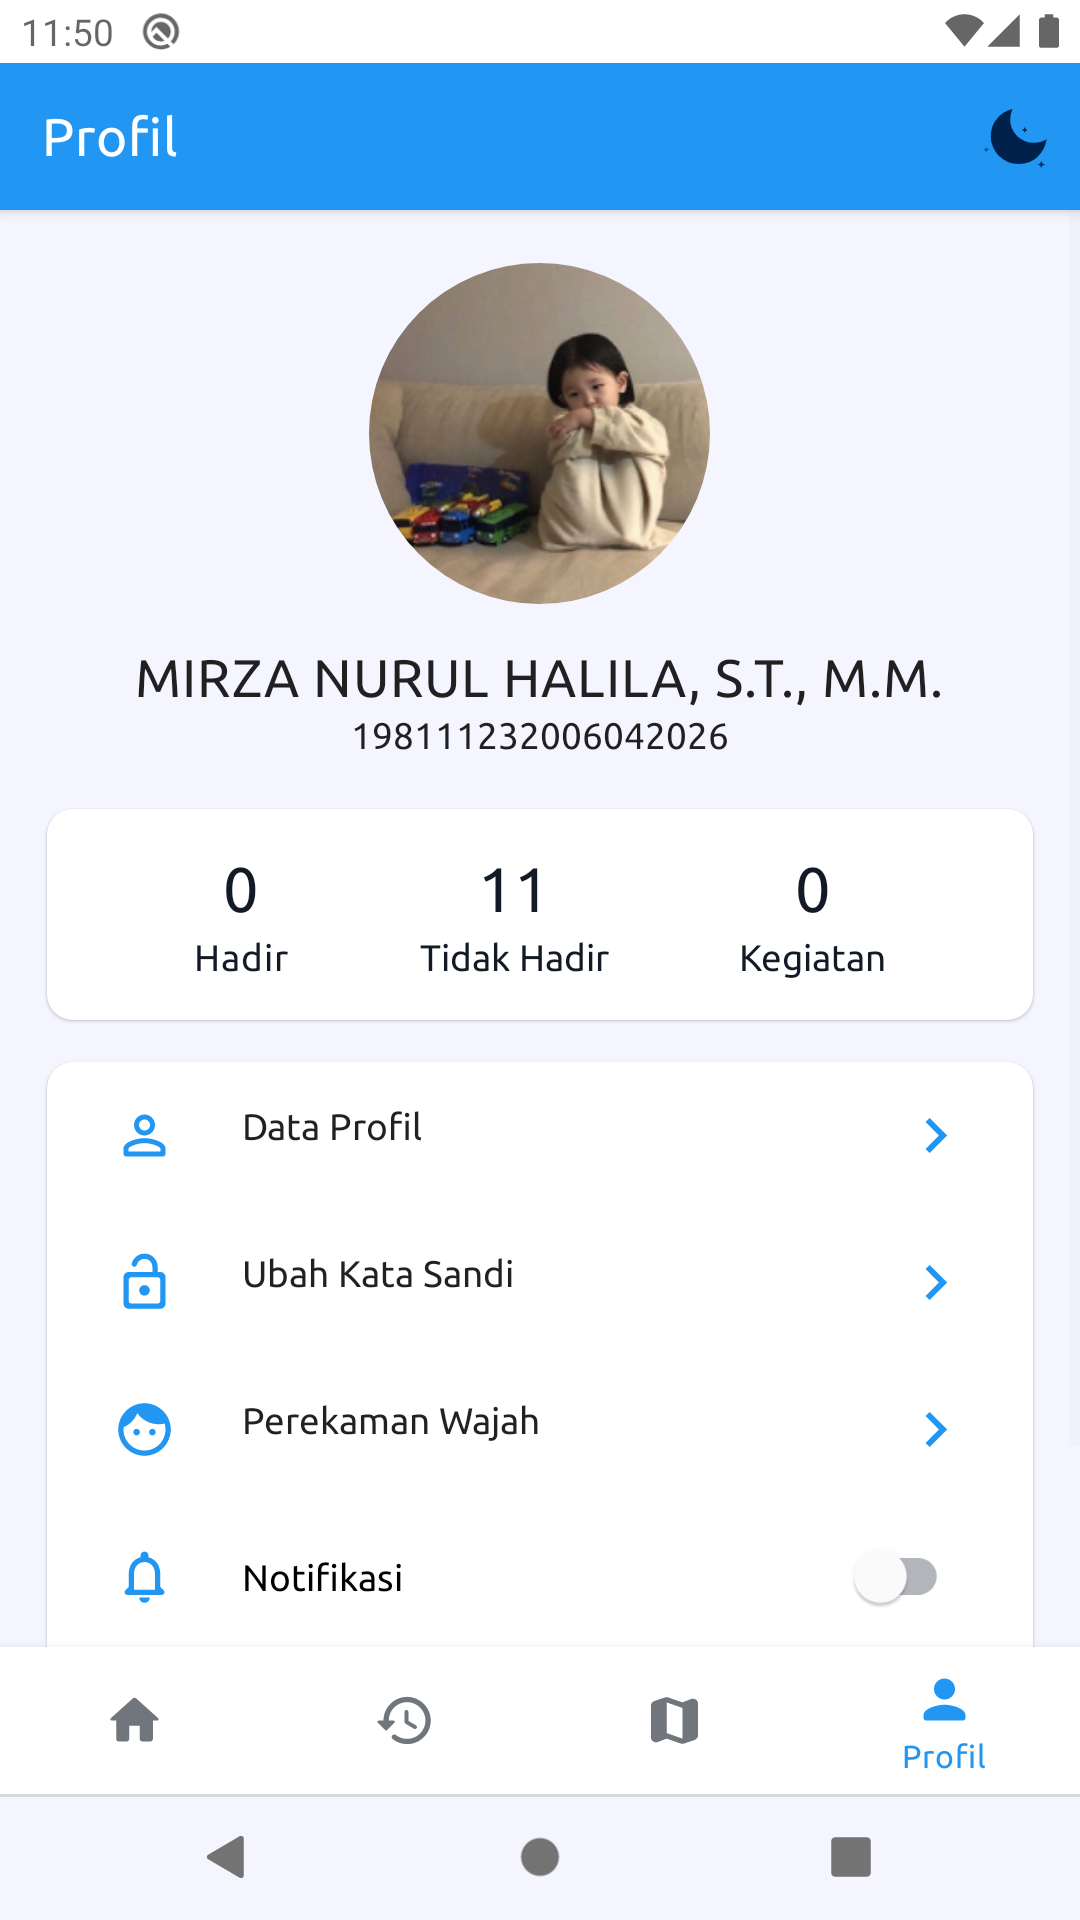 11:50
Profil
MIRZA NURUL HALILA, S.T., M.M.
198111232006042026
0 11 0
Hadir Tidak Hadir Kegiatan
Data Profil
Ubah Kata Sandi
Perekaman Wajah
Notifikasi
Profil